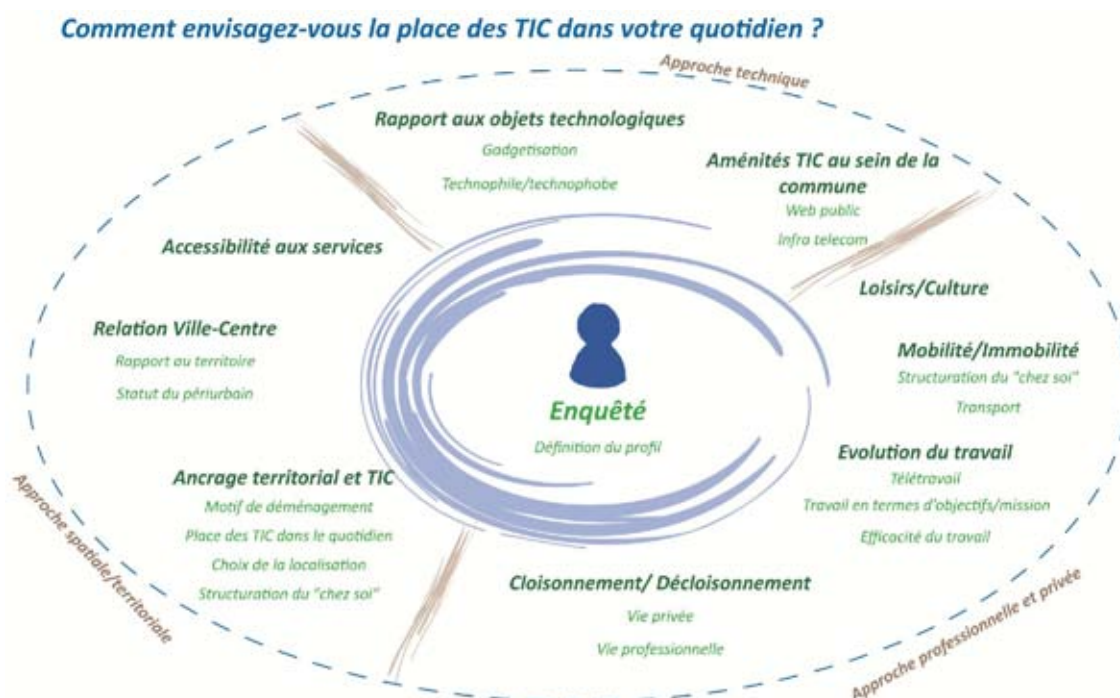 Comment envisagez-vous la place des TIC dans votre quotidien ?
Approche technique
Rapport aux objets technologiques
Gadgetisation
Technophile/technophobe
Aménités TIC au sein de la
commune
Web public
Infra telecom
Accessibilité aux services
Loisirs/Culture
Relation Ville-Centre
Rapport au territoire
Statut du périurbain
Mobilité/Immobilité
Structuration du "chez soi"
Transport
Enquêté
Définition du profil
Evolution du travail
Télétravail
Travail en termes d'objectifs/mission
Efficacité du travail
Ancrage territorial et TIC
Motif de déménagement
Place des TIC dans le quotidien
Choix de la localisation
Structuration du "chez soi"
Approche spatiale/territoriale
Cloisonnement/ Décloisonnement
Vie privée
Vie professionnelle
Approche professionnelle et privée